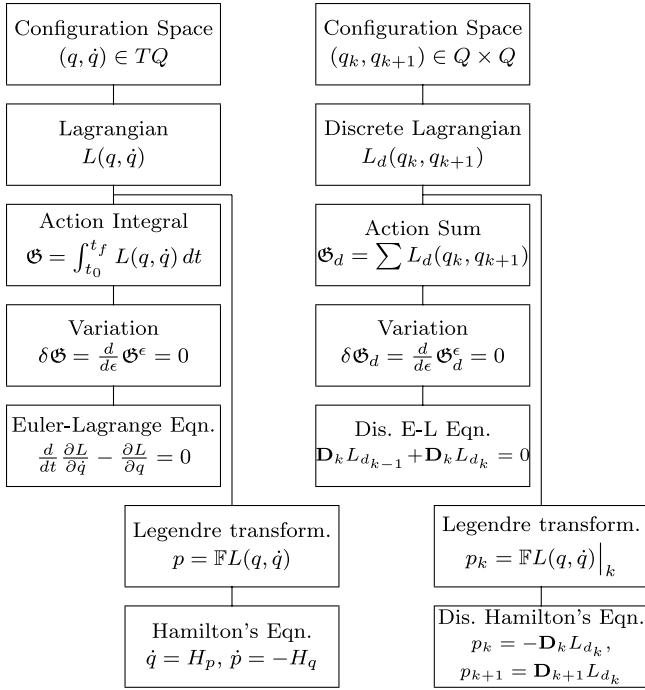 Configuration Space
(q, q̇) ∈ TQ
Lagrangian
L(q, q̇)
Action Integral
𝕲 = ∫_{t_0}^{t_f} L(q, q̇) dt
Variation
δ𝕲 = d/dϵ 𝕲^ϵ = 0
Euler-Lagrange Eqn.
d/dt ∂L/∂q̇ − ∂L/∂q = 0
Legendre transform.
p = 𝔽L(q, q̇)
Hamilton's Eqn.
q̇ = H_p, ṗ = −H_q
Configuration Space
(q_k, q_{k+1}) ∈ Q × Q
Discrete Lagrangian
L_d(q_k, q_{k+1})
Action Sum
𝕲_d = ∑ L_d(q_k, q_{k+1})
Variation
δ𝕲_d = d/dϵ 𝕲_d^ϵ = 0
Dis. E-L Eqn.
𝐃_k L_{d_{k−1}} + 𝐃_k L_{d_k} = 0
Legendre transform.
p_k = 𝔽L(q, q̇)|_k
Dis. Hamilton's Eqn.
p_k = −𝐃_k L_{d_k},
p_{k+1} = 𝐃_{k+1} L_{d_k}